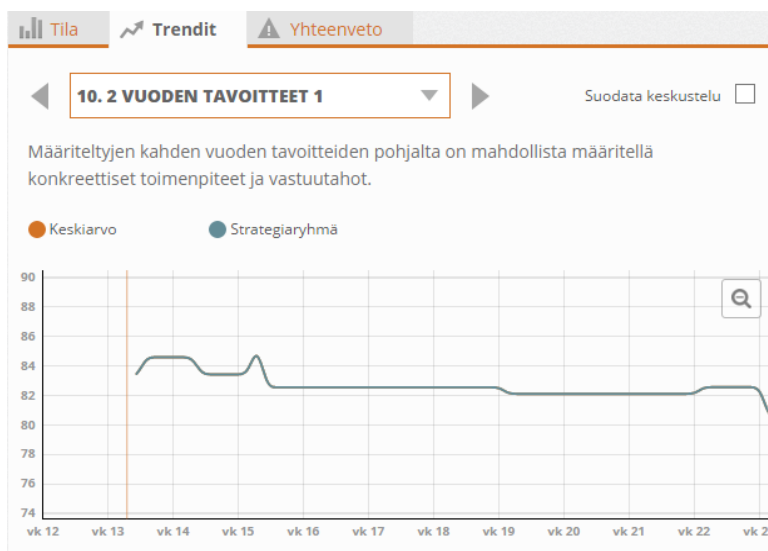 Tila
Trendit
Yhteenveto
10. 2 VUODEN TAVOITTEET 1
Suodata keskustelu
Määriteltyjen kahden vuoden tavoitteiden pohjalta on mahdollista määritellä
konkreettiset toimenpiteet ja vastuutahot.
Keskiarvo
Strategiaryhmä
90
88
86
84
82
80
78
76
74
vk 12 vk 13 vk 14 vk 15 vk 16 vk 17 vk 18 vk 19 vk 20 vk 21 vk 22 vk 2